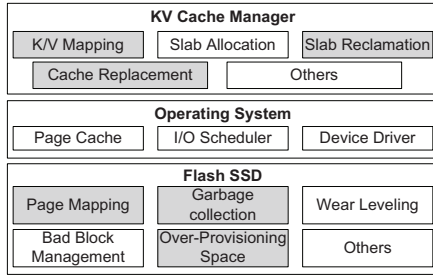 KV Cache Manager
K/V Mapping Slab Allocation Slab Reclamation
Cache Replacement Others
Operating System
Page Cache I/O Scheduler Device Driver
Flash SSD
Page Mapping Garbage collection Wear Leveling
Bad Block Management Over-Provisioning Space Others